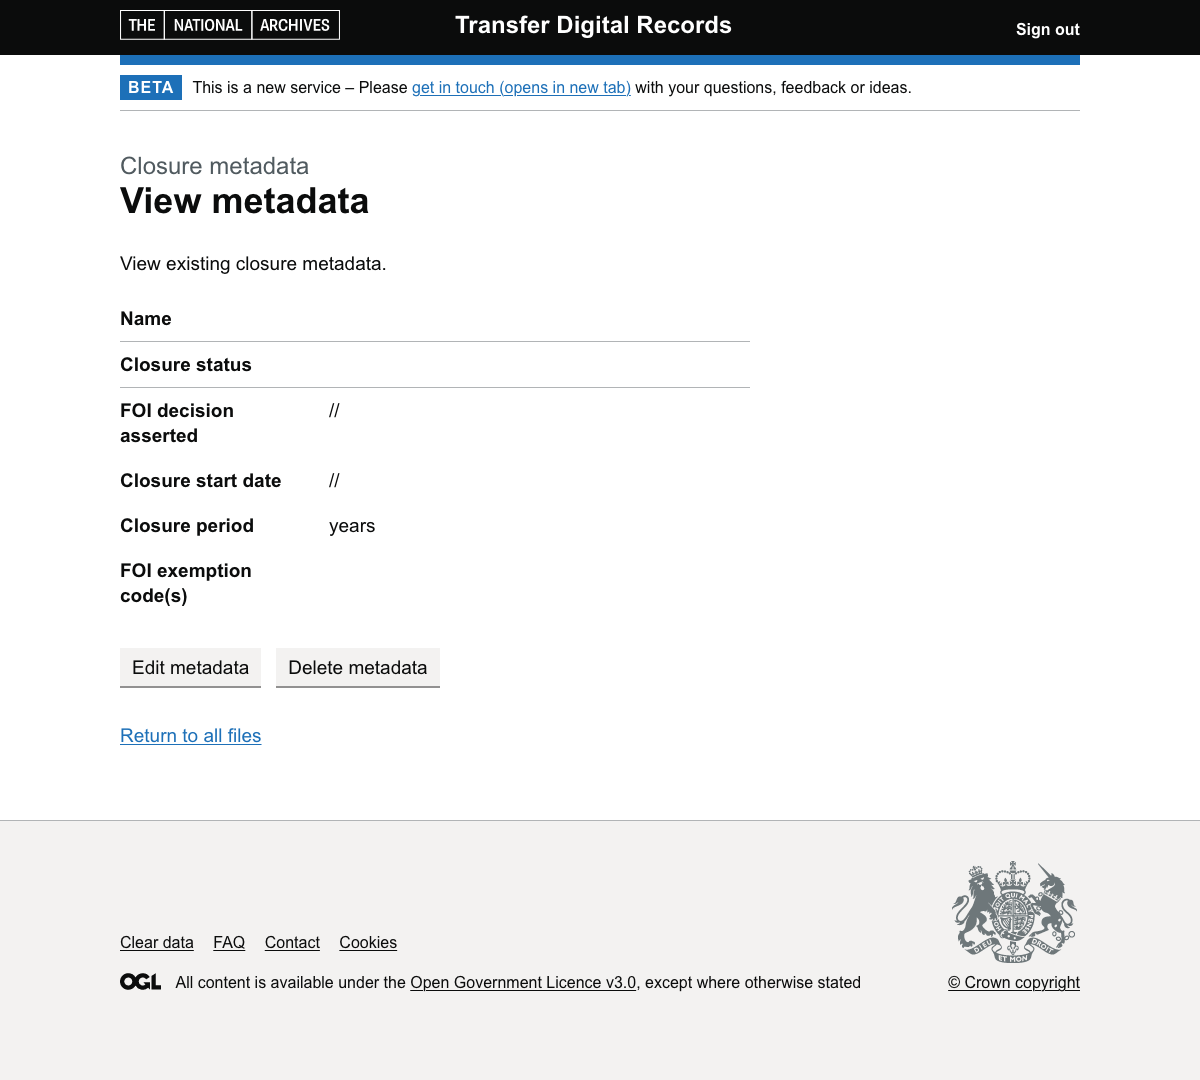 THE NATIONAL ARCHIVES
Transfer Digital Records
Sign out
BETA This is a new service – Please get in touch (opens in new tab) with your questions, feedback or ideas.
Closure metadata
View metadata
View existing closure metadata.
Name
Closure status
FOI decision
asserted
//
Closure start date //
Closure period years
FOI exemption
code(s)
Edit metadata Delete metadata
Return to all files
Clear data FAQ Contact Cookies
OGL All content is available under the Open Government Licence v3.0, except where otherwise stated
DIEU ET MON DROIT
© Crown copyright